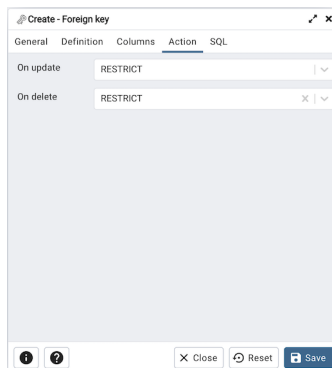 Create - Foreign key
General Definition Columns Action SQL
On update RESTRICT
On delete RESTRICT
Close Reset Save